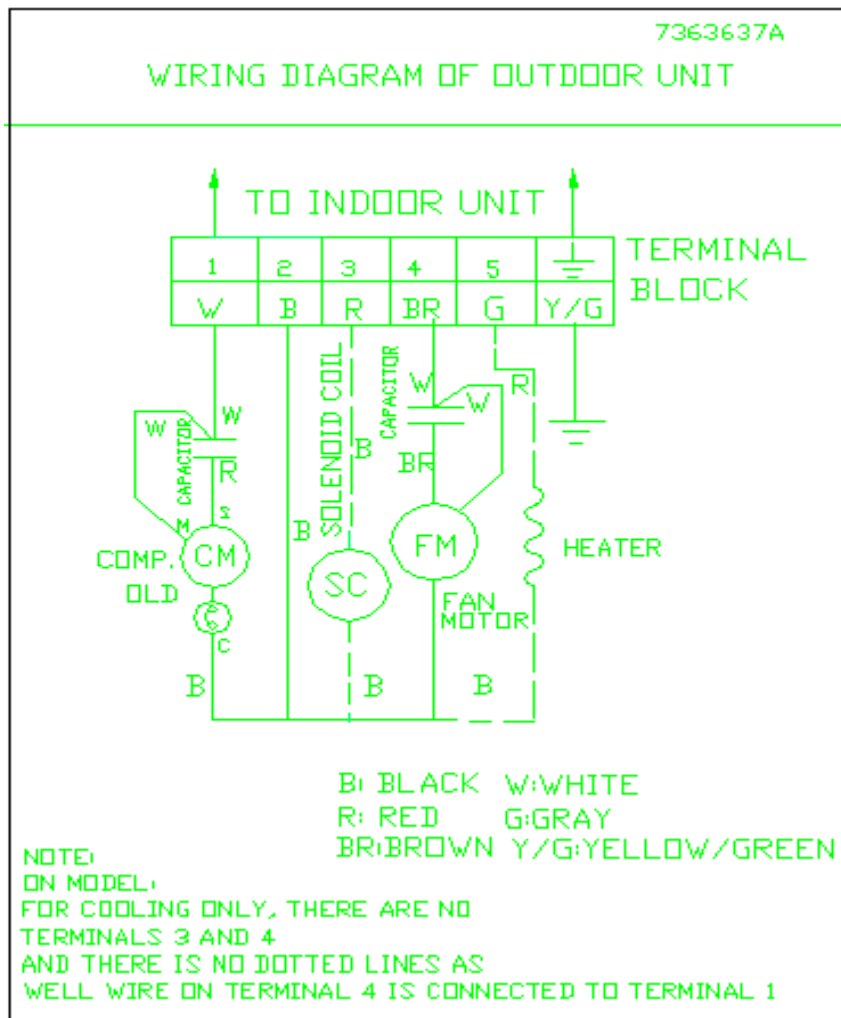 7363637A
WIRING DIAGRAM OF OUTDOOR UNIT
TO INDOOR UNIT
1 2 3 4 5
TERMINAL
BLOCK
W B R BR G Y/G
SOLENOID COIL
CAPACITOR
W
W
R
W
W
CAPACITOR
B
BR
R
M
S
B
COMP.
OLD
CM
SC
FM
HEATER
FAN
MOTOR
C
B
B
B
B: BLACK W:WHITE
R: RED G:GRAY
BR:BROWN Y/G:YELLOW/GREEN
NOTE:
ON MODEL:
FOR COOLING ONLY, THERE ARE NO
TERMINALS 3 AND 4
AND THERE IS NO DOTTED LINES AS
WELL WIRE ON TERMINAL 4 IS CONNECTED TO TERMINAL 1